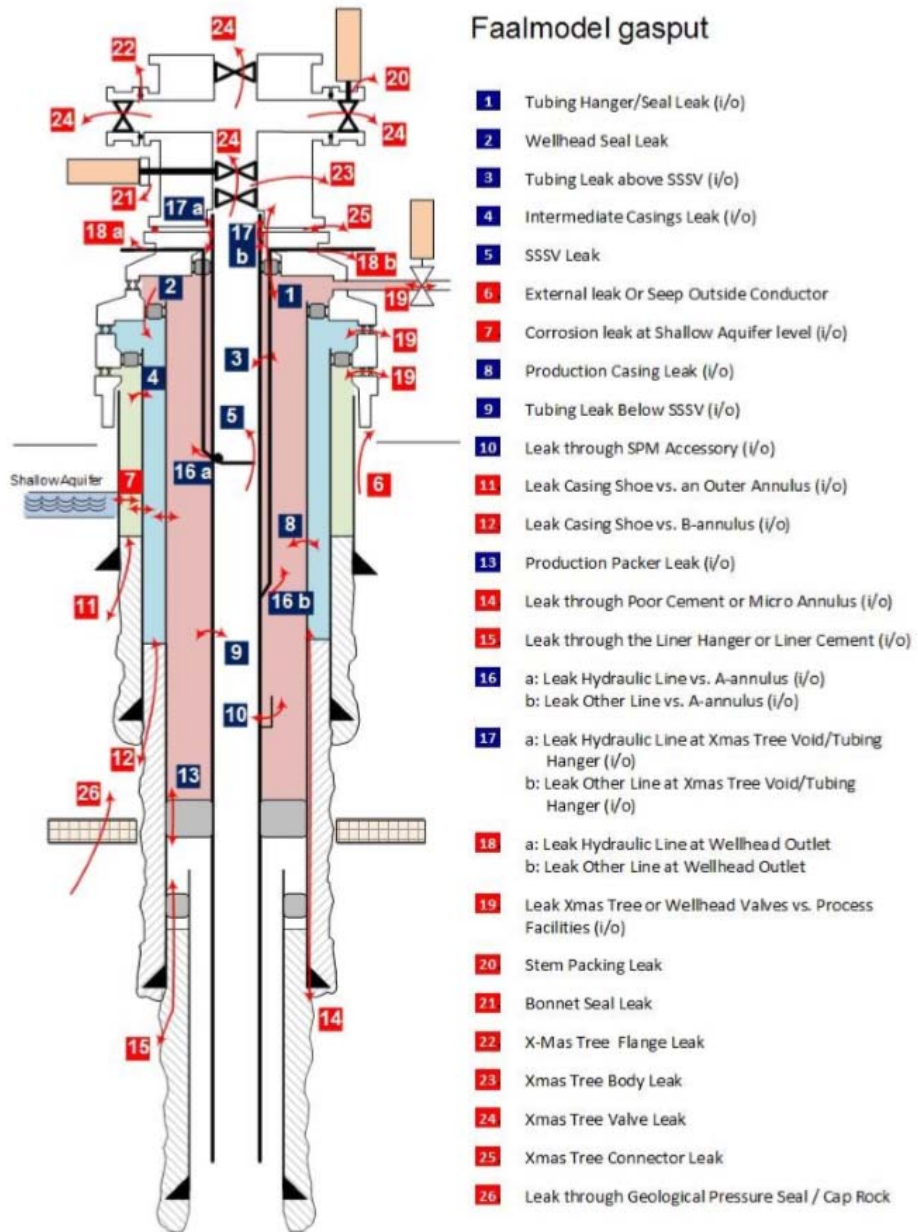 Faalmodel gasput
1 Tubing Hanger/Seal Leak (i/o)
2 Wellhead Seal Leak
3 Tubing Leak above SSSV (i/o)
4 Intermediate Casings Leak (i/o)
5 SSSV Leak
6 External leak Or Seep Outside Conductor
7 Corrosion leak at Shallow Aquifer level (i/o)
8 Production Casing Leak (i/o)
9 Tubing Leak Below SSSV (i/o)
10 Leak through SPM Accessory (i/o)
11 Leak Casing Shoe vs. an Outer Annulus (i/o)
12 Leak Casing Shoe vs. B-annulus (i/o)
13 Production Packer Leak (i/o)
14 Leak through Poor Cement or Micro Annulus (i/o)
15 Leak through the Liner Hanger or Liner Cement (i/o)
16 a: Leak Hydraulic Line vs. A-annulus (i/o)
b: Leak Other Line vs. A-annulus (i/o)
17 a: Leak Hydraulic Line at Xmas Tree Void/Tubing
Hanger (i/o)
b: Leak Other Line at Xmas Tree Void/Tubing
Hanger (i/o)
18 a: Leak Hydraulic Line at Wellhead Outlet
b: Leak Other Line at Wellhead Outlet
19 Leak Xmas Tree or Wellhead Valves vs. Process
Facilities (i/o)
20 Stem Packing Leak
21 Bonnet Seal Leak
22 X-Mas Tree Flange Leak
23 Xmas Tree Body Leak
24 Xmas Tree Valve Leak
25 Xmas Tree Connector Leak
26 Leak through Geological Pressure Seal / Cap Rock
24
22
20
24
24
24
23
21
17 a
25
18 a
17
b
18 b
2
1
19
19
3
4
19
5
Shallow Aquifer
16 a
7
6
8
11
16 b
9
10
12
13
26
14
15